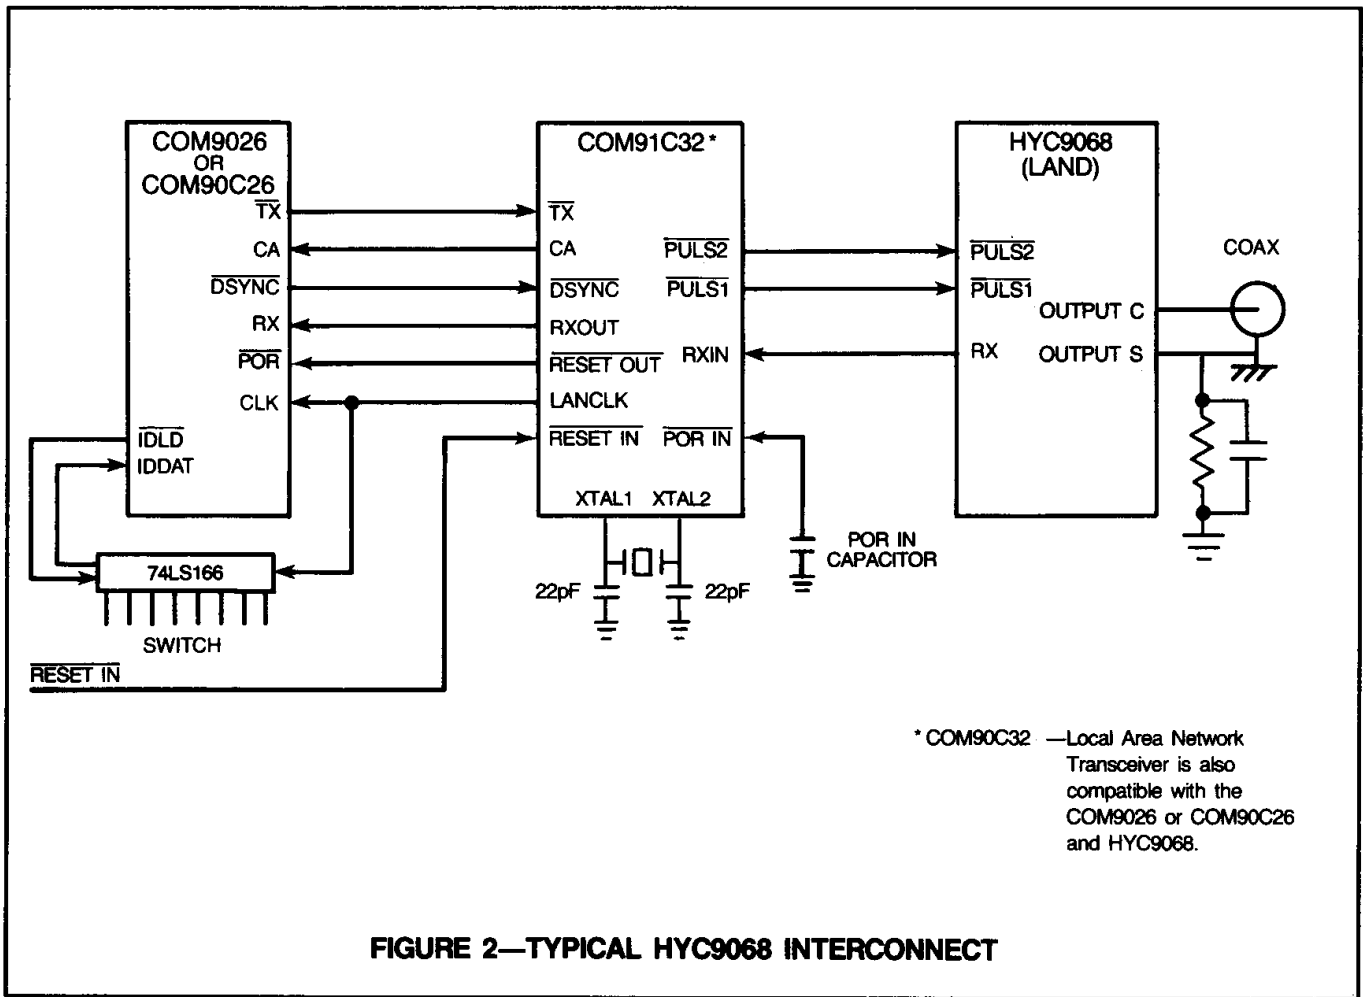 COM9026
OR
COM90C26
TX
CA
DSYNC
RX
POR
CLK
IDLD
IDDAT
74LS166
SWITCH
RESET IN
COM91C32 *
TX
CA
DSYNC
RXOUT
RESET OUT
LANCLK
RESET IN
PULS2
PULS1
RXIN
POR IN
XTAL1 XTAL2
22pF
22pF
POR IN
CAPACITOR
HYC9068
(LAND)
PULS2
PULS1
RX
OUTPUT C
OUTPUT S
COAX
* COM90C32 —Local Area Network
Transceiver is also
compatible with the
COM9026 or COM90C26
and HYC9068.
FIGURE 2—TYPICAL HYC9068 INTERCONNECT